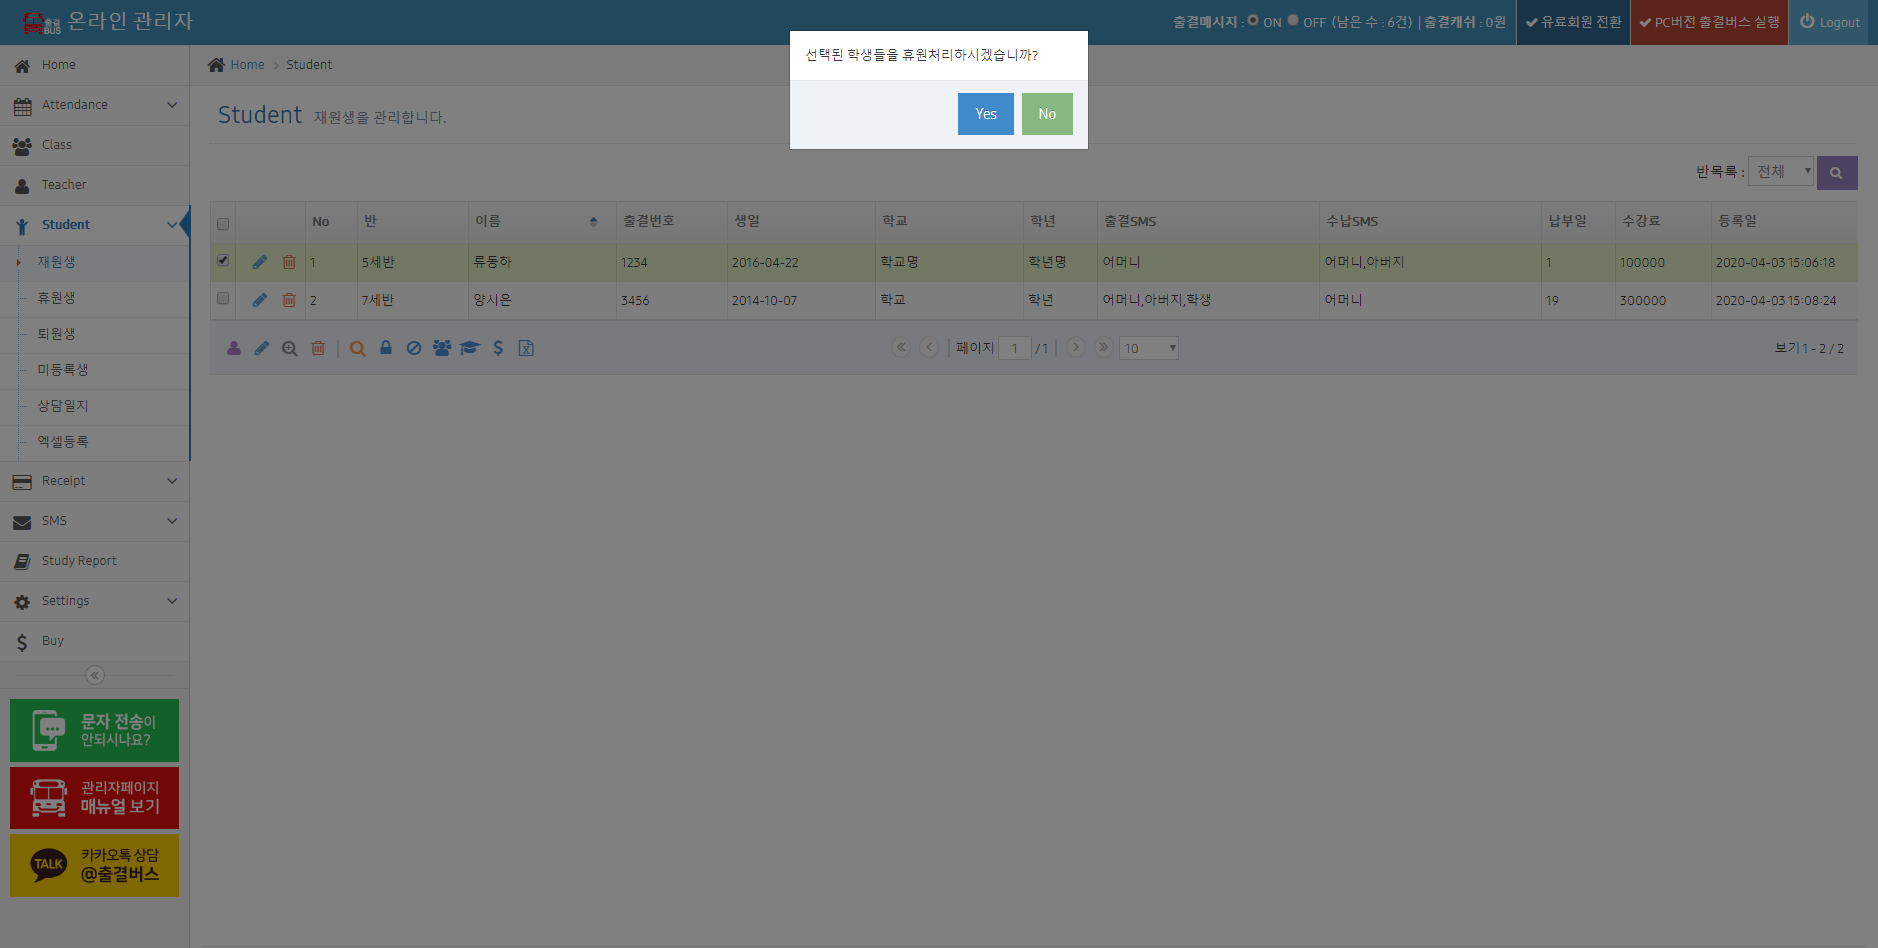 출결BUS 온라인 관리자
출결메시지 : ON OFF (남은 수 : 6건) | 출결캐쉬 : 0원
유료회원 전환
PC버전 출결버스 실행
Logout
선택된 학생들을 휴원처리하시겠습니까?
Yes No
Home
Attendance
Class
Teacher
Student
재원생
휴원생
퇴원생
미등록생
상담일지
엑셀등록
Receipt
SMS
Study Report
Settings
Buy
문자 전송이
안되시나요?
관리자페이지
매뉴얼 보기
TALK
카카오톡 상담
@출결버스
Home > Student
Student 재원생을 관리합니다.
반목록 : 전체
No 반 이름 출결번호 생일 학교 학년 출결SMS 수납SMS 납부일 수강료 등록일
1 5세반 류동하 1234 2016-04-22 학교명 학년명 어머니 어머니,아버지 1 100000 2020-04-03 15:06:18
2 7세반 양시은 3456 2014-10-07 학교 학년 어머니,아버지,학생 어머니 19 300000 2020-04-03 15:08:24
페이지 1 / 1 10 보기 1 - 2 / 2